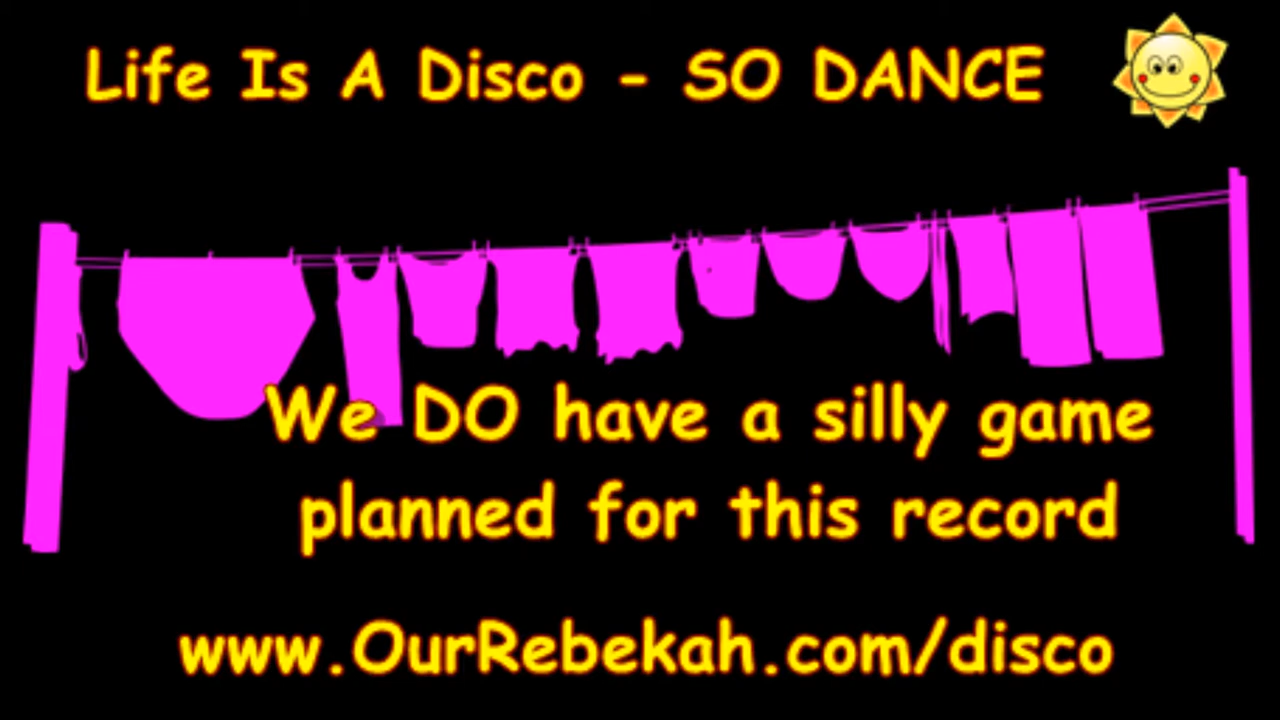 Life Is A Disco - SO DANCE
We DO have a silly game
planned for this record
www.OurRebekah.com/disco